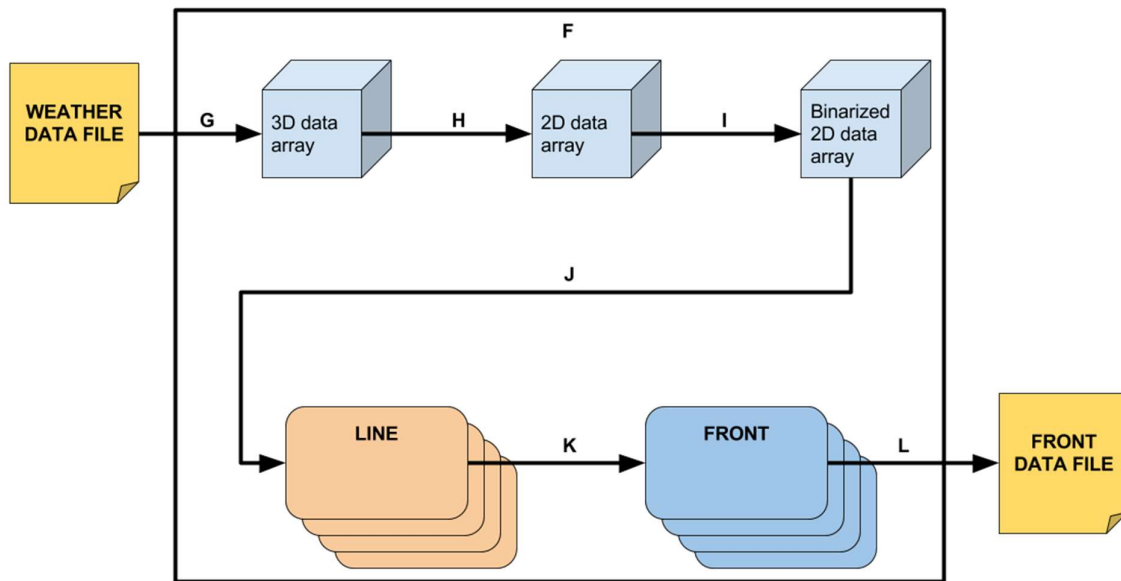 F
WEATHER
DATA FILE
G
3D data
array
H
2D data
array
I
Binarized
2D data
array
J
LINE
K
FRONT
L
FRONT
DATA FILE